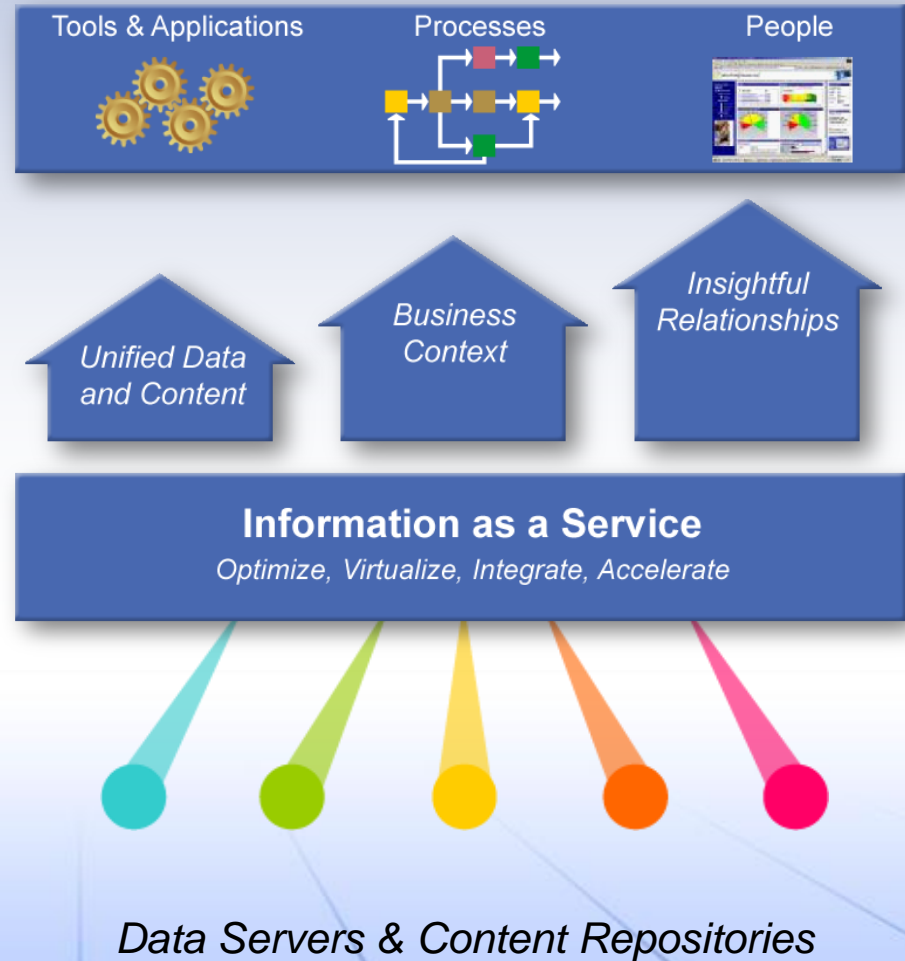 Tools & Applications
Processes
People
Unified Data
and Content
Business
Context
Insightful
Relationships
Information as a Service
Optimize, Virtualize, Integrate, Accelerate
Data Servers & Content Repositories